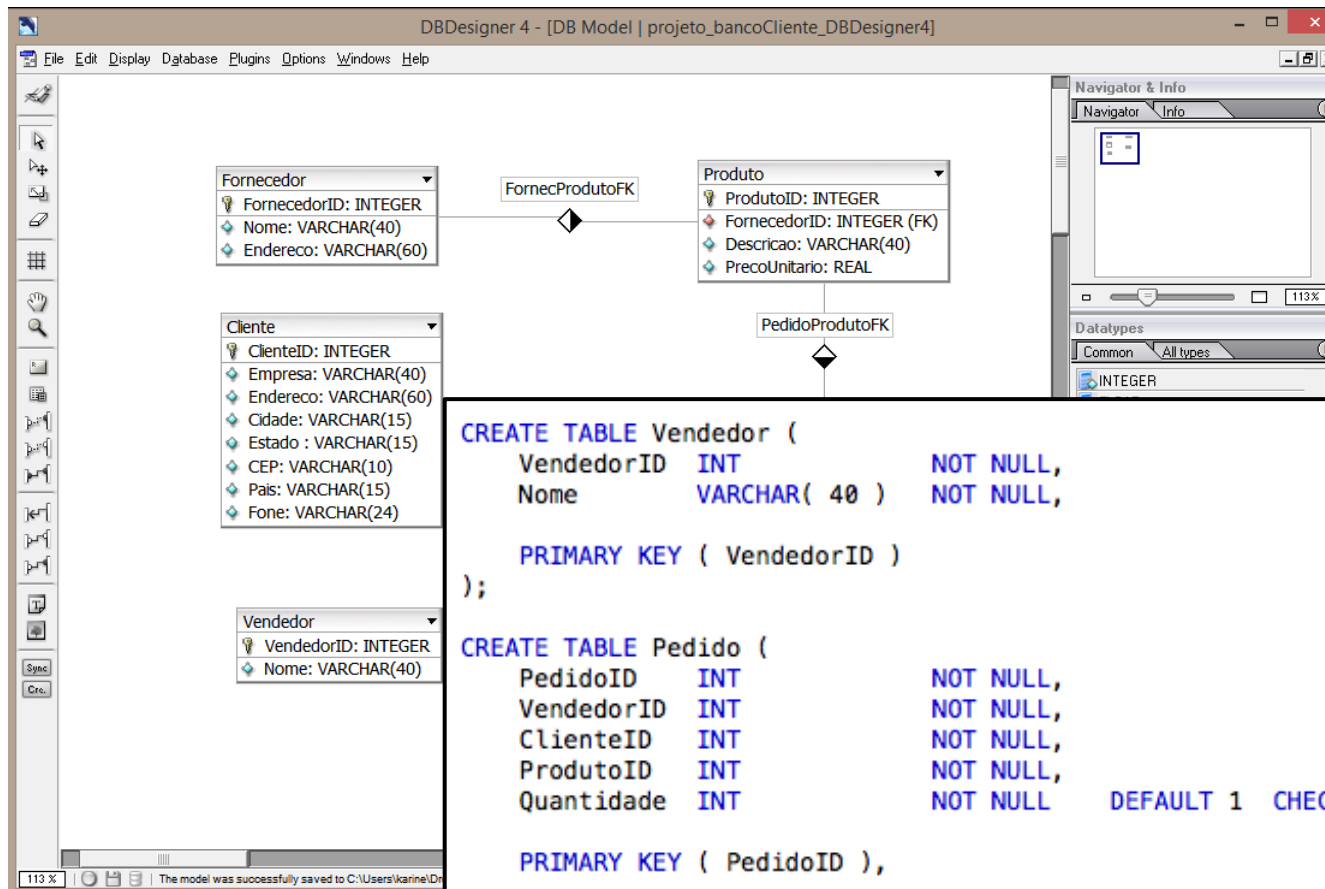 DBDesigner 4 - [DB Model | projeto_bancoCliente_DBDesigner4]
File Edit Display Database Plugins Options Windows Help
Navigator & Info
Navigator Info
Fornecedor
FornecedorID: INTEGER
Nome: VARCHAR(40)
Endereco: VARCHAR(60)
FornecProdutoFK
Produto
ProdutoID: INTEGER
FornecedorID: INTEGER (FK)
Descricao: VARCHAR(40)
PrecoUnitario: REAL
113%
PedidoProdutoFK
Datatypes
Common All types
INTEGER
Cliente
ClienteID: INTEGER
Empresa: VARCHAR(40)
Endereco: VARCHAR(60)
Cidade: VARCHAR(15)
Estado : VARCHAR(15)
CEP: VARCHAR(10)
Pais: VARCHAR(15)
Fone: VARCHAR(24)
Vendedor
VendedorID: INTEGER
Nome: VARCHAR(40)
CREATE TABLE Vendedor (
VendedorID INT NOT NULL,
Nome VARCHAR( 40 ) NOT NULL,
PRIMARY KEY ( VendedorID )
);
CREATE TABLE Pedido (
PedidoID INT NOT NULL,
VendedorID INT NOT NULL,
ClienteID INT NOT NULL,
ProdutoID INT NOT NULL,
Quantidade INT NOT NULL DEFAULT 1
PRIMARY KEY ( PedidoID ),
Sync
Cre.
113 % The model was successfully saved to C:\Users\karine\Dr